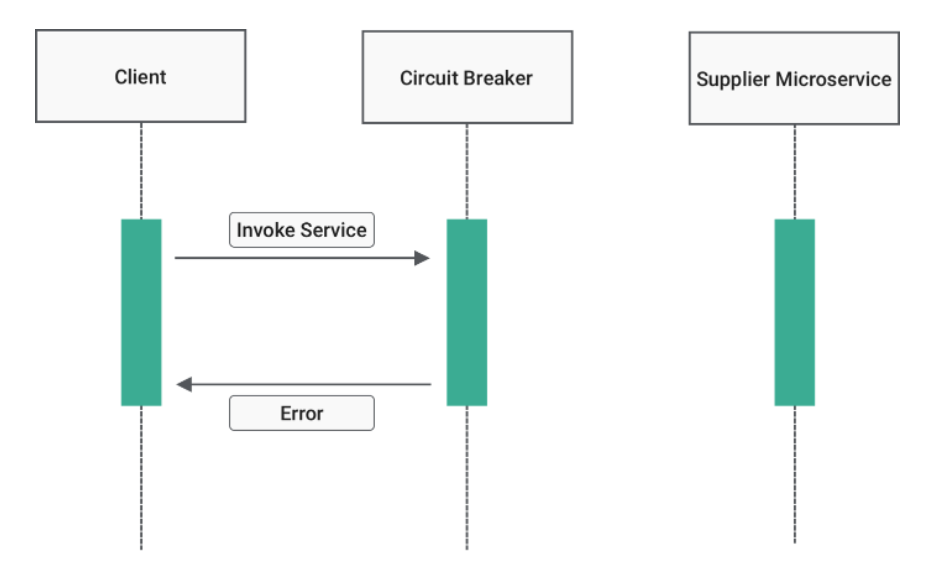 Client
Circuit Breaker
Supplier Microservice
Invoke Service
Error